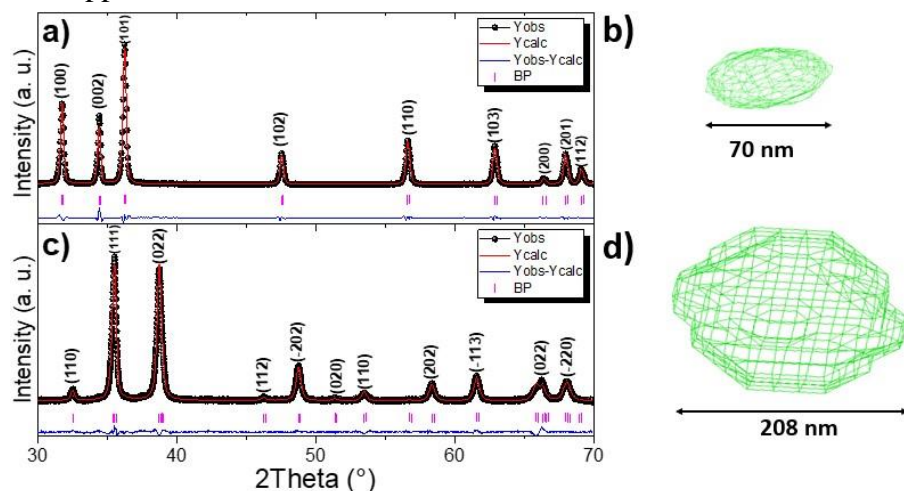 a)
Intensity (a. u.)
(100)
(002)
(101)
(102)
(110)
(103)
(200)
(201)
(112)
Yobs
Ycalc
Yobs-Ycalc
BP
b)
70 nm
c)
Intensity (a. u.)
(110)
(111)
(022)
(112)
(-202)
(020)
(110)
(202)
(-113)
(022)
(-220)
Yobs
Ycalc
Yobs-Ycalc
BP
30
40
50
60
70
2Theta (°)
d)
208 nm